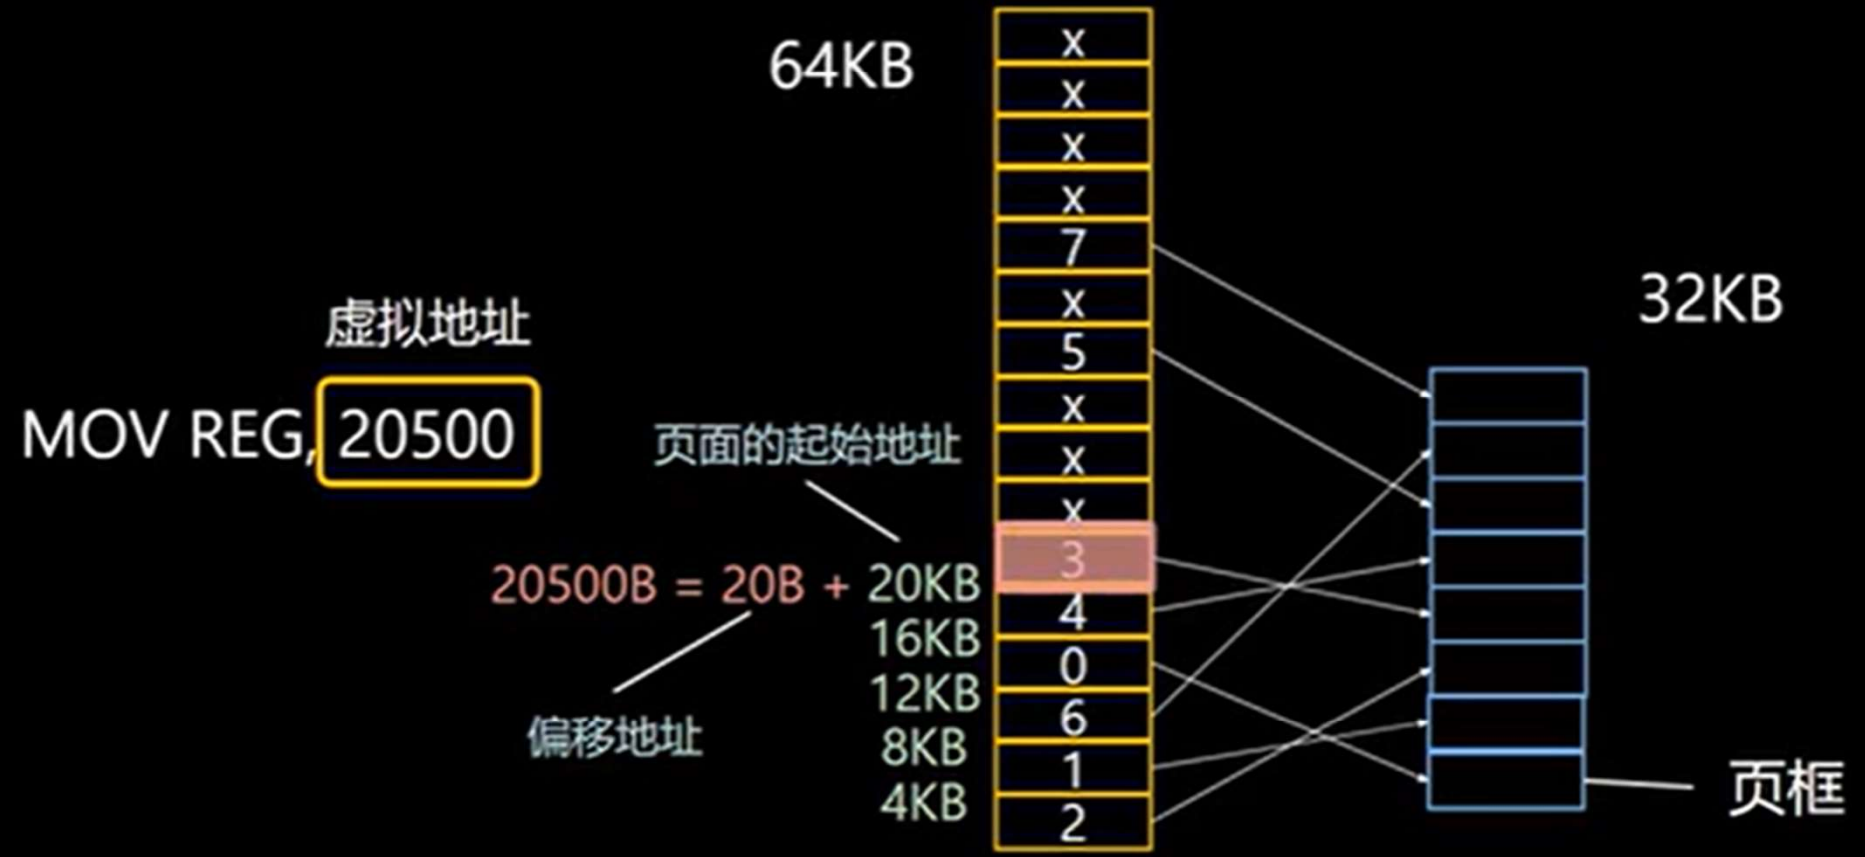 64KB
x
x
x
x
7
x
5
x
x
x
3
4
0
6
1
2
32KB
虚拟地址
MOV REG, 20500
页面的起始地址
20500B = 20B + 20KB
16KB
12KB
8KB
4KB
偏移地址
页框